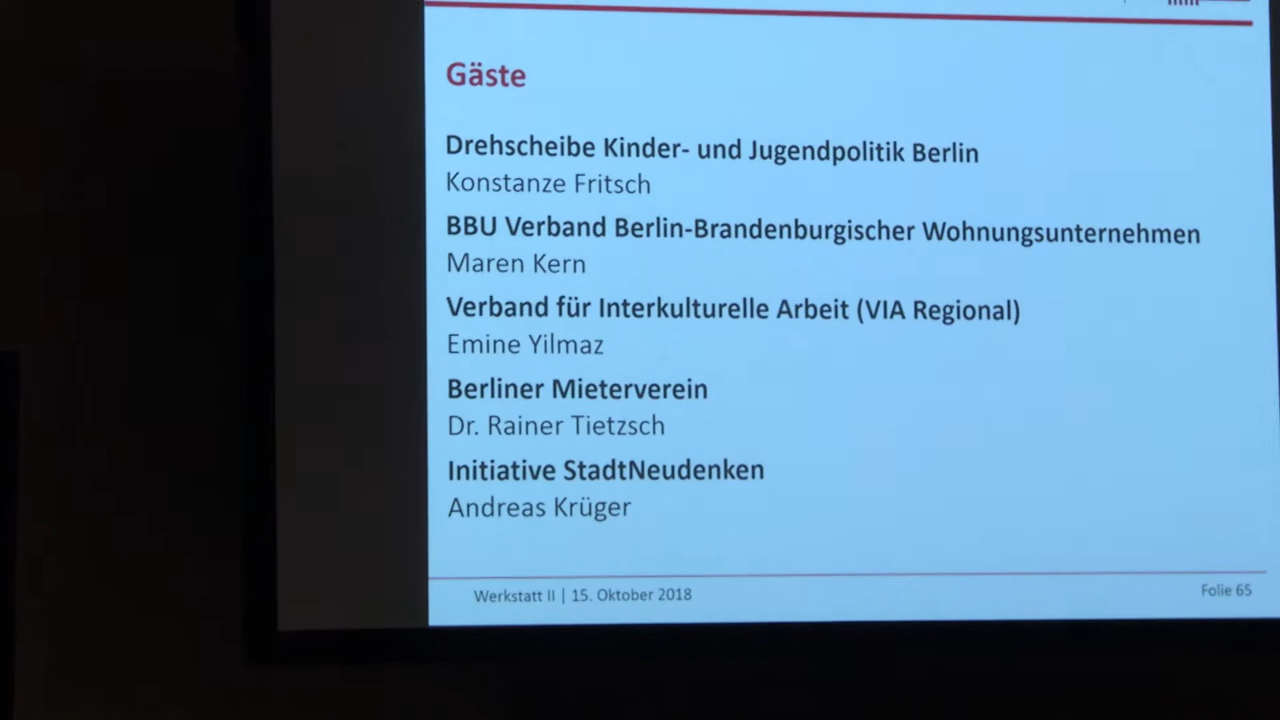 Gäste
Drehscheibe Kinder- und Jugendpolitik Berlin
Konstanze Fritsch
BBU Verband Berlin-Brandenburgischer Wohnungsunternehmen
Maren Kern
Verband für Interkulturelle Arbeit (VIA Regional)
Emine Yilmaz
Berliner Mieterverein
Dr. Rainer Tietzsch
Initiative StadtNeudenken
Andreas Krüger
Werkstatt II | 15. Oktober 2018
Folie 65